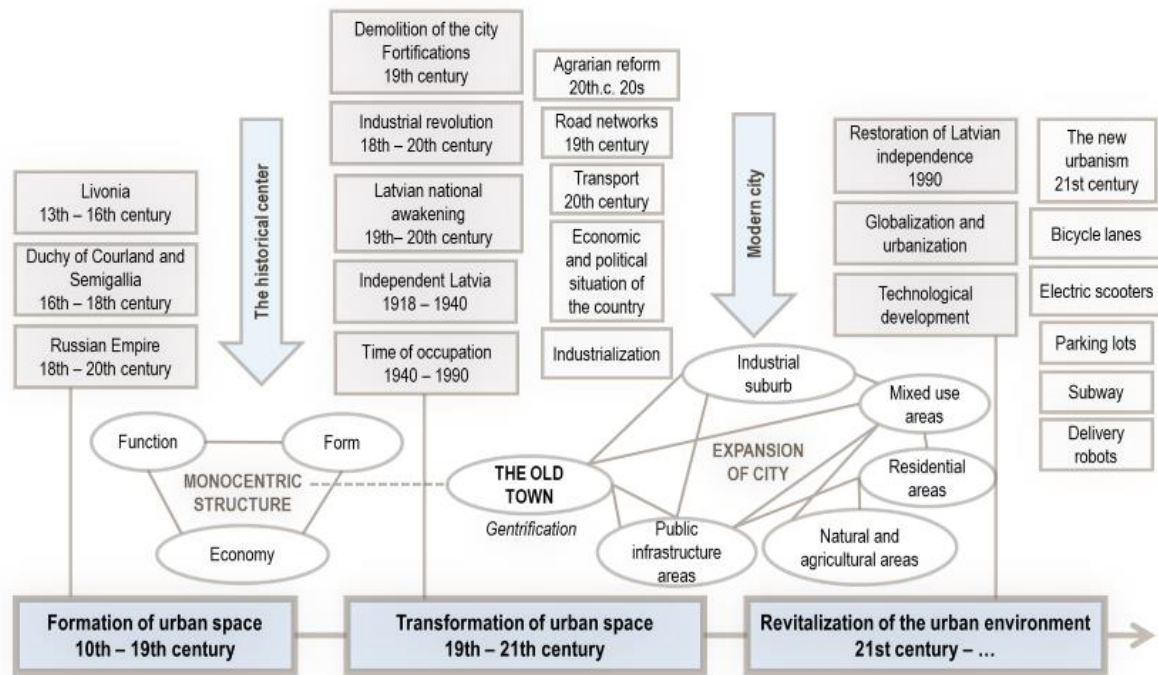 Livonia
13th – 16th century
Duchy of Courland and
Semigallia
16th – 18th century
Russian Empire
18th – 20th century
The historical center
Demolition of the city
Fortifications
19th century
Industrial revolution
18th – 20th century
Latvian national
awakening
19th– 20th century
Independent Latvia
1918 – 1940
Time of occupation
1940 – 1990
Agrarian reform
20th.c. 20s
Road networks
19th century
Transport
20th century
Economic
and political
situation of
the country
Industrialization
Modern city
Restoration of Latvian
independence
1990
Globalization and
urbanization
Technological
development
The new
urbanism
21st century
Bicycle lanes
Electric scooters
Parking lots
Subway
Delivery
robots
Function
Form
MONOCENTRIC
STRUCTURE
Economy
THE OLD
TOWN
Gentrification
Industrial
suburb
Mixed use
areas
EXPANSION
OF CITY
Residential
areas
Public
infrastructure
areas
Natural and
agricultural areas
Formation of urban space
10th – 19th century
Transformation of urban space
19th – 21th century
Revitalization of the urban environment
21st century – ...